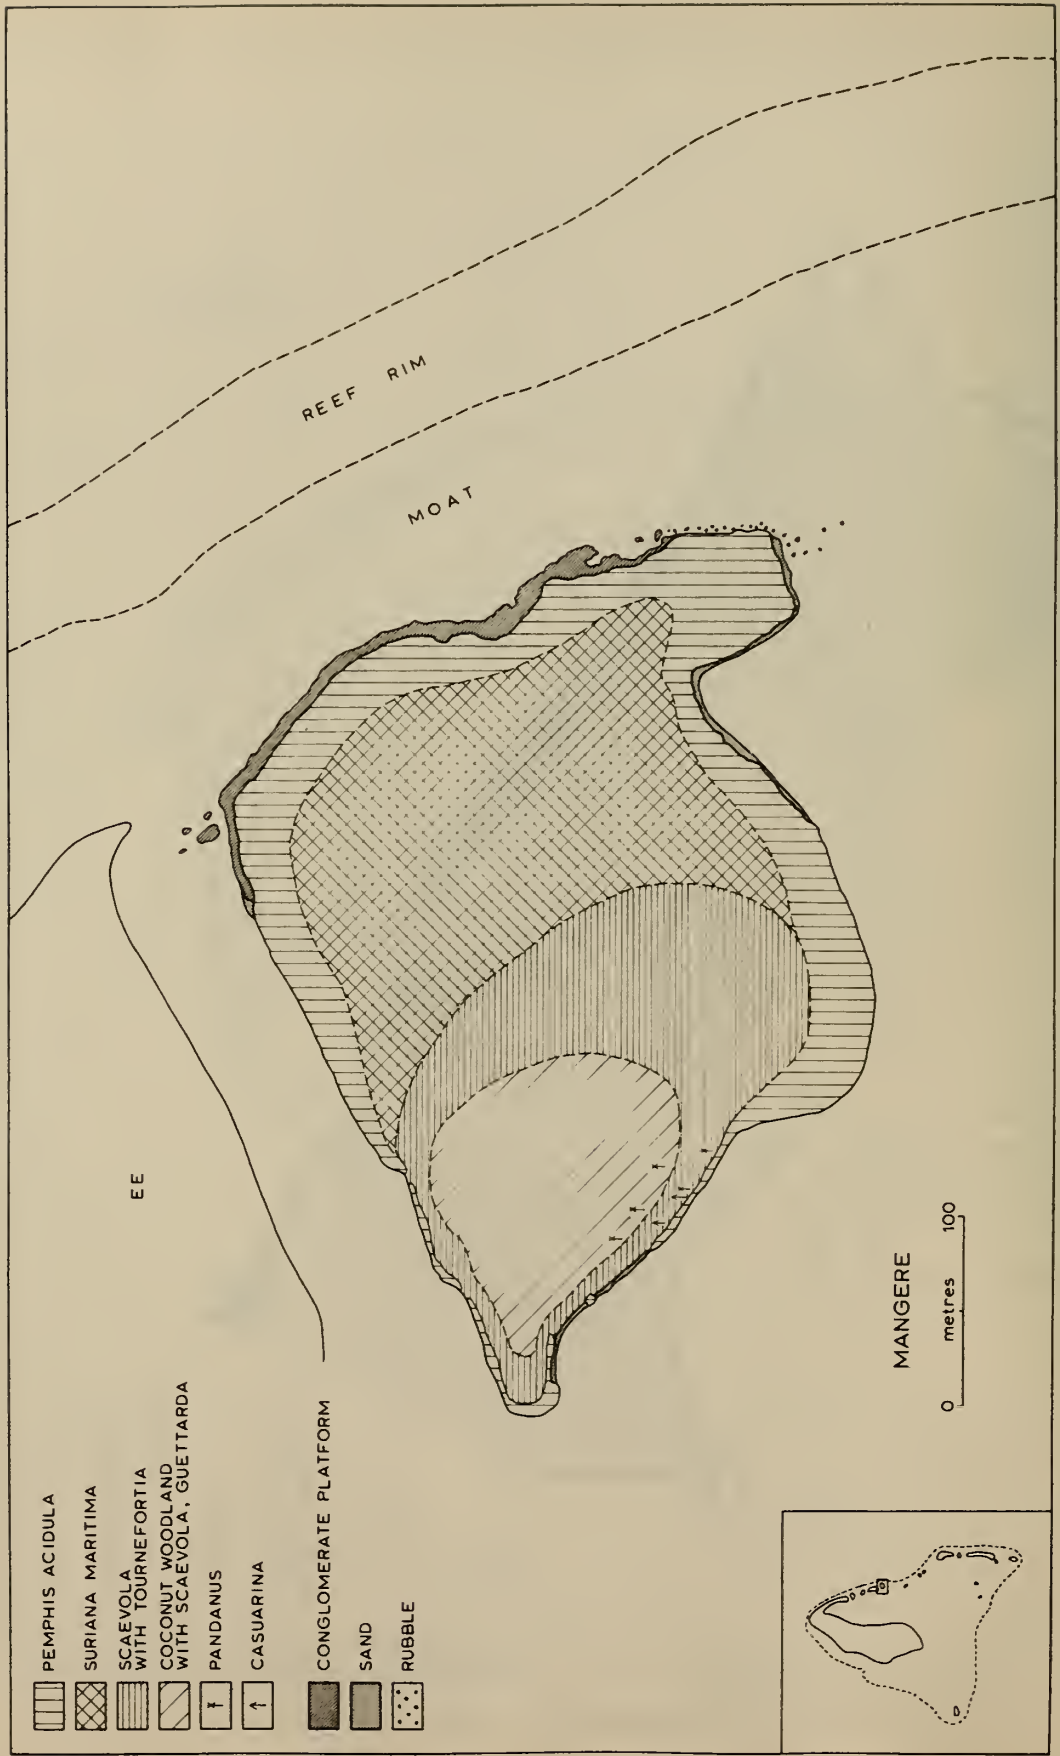 PEMPHIS ACIDULA
SURIANA MARITIMA
SCAEVOLA
WITH TOURNEFORTIA
COCONUT WOODLAND
WITH SCAEVOLA, GUETTARDA
PANDANUS
CASUARINA
CONGLOMERATE PLATFORM
SAND
RUBBLE
EE
REEF RIM
MOAT
MANGERE
0 100
metres